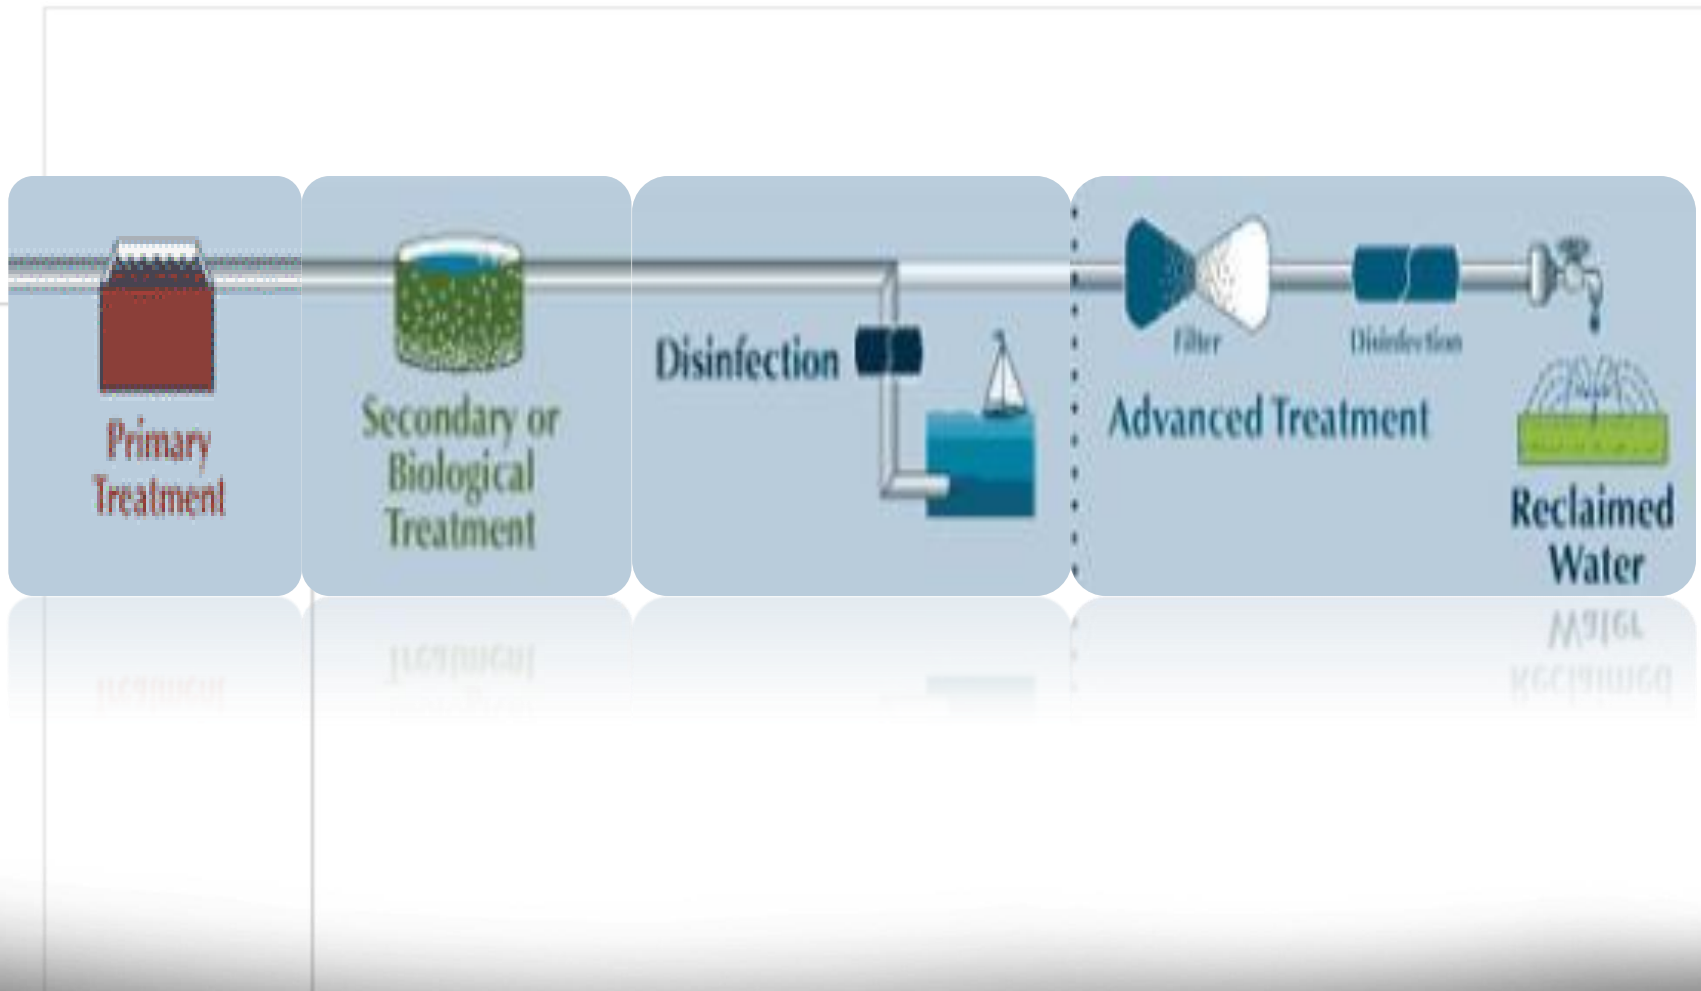 Primary
Treatment
Secondary or
Biological
Treatment
Disinfection
Filter
Disinfection
Advanced Treatment
Reclaimed
Water